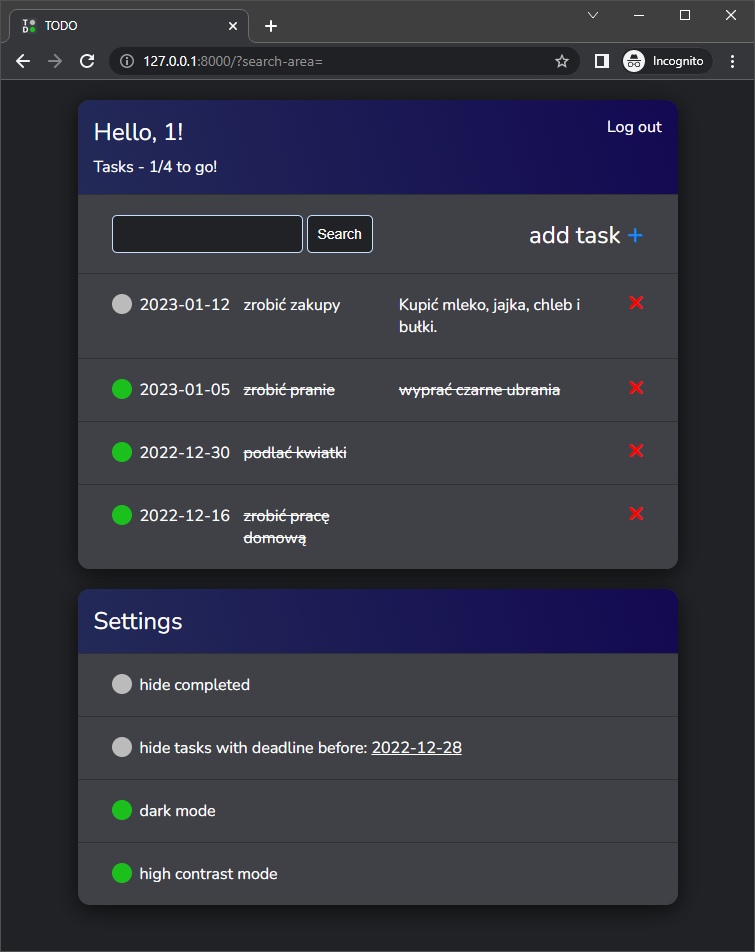 TODO
127.0.0.1:8000/?search-area=
Incognito
Hello, 1!
Log out
Tasks - 1/4 to go!
Search
add task +
2023-01-12 zrobić zakupy Kupić mleko, jajka, chleb i
bułki.
2023-01-05 zrobić pranie wyprać czarne ubrania
2022-12-30 podlać kwiatki
2022-12-16 zrobić pracę
domową
Settings
hide completed
hide tasks with deadline before: 2022-12-28
dark mode
high contrast mode